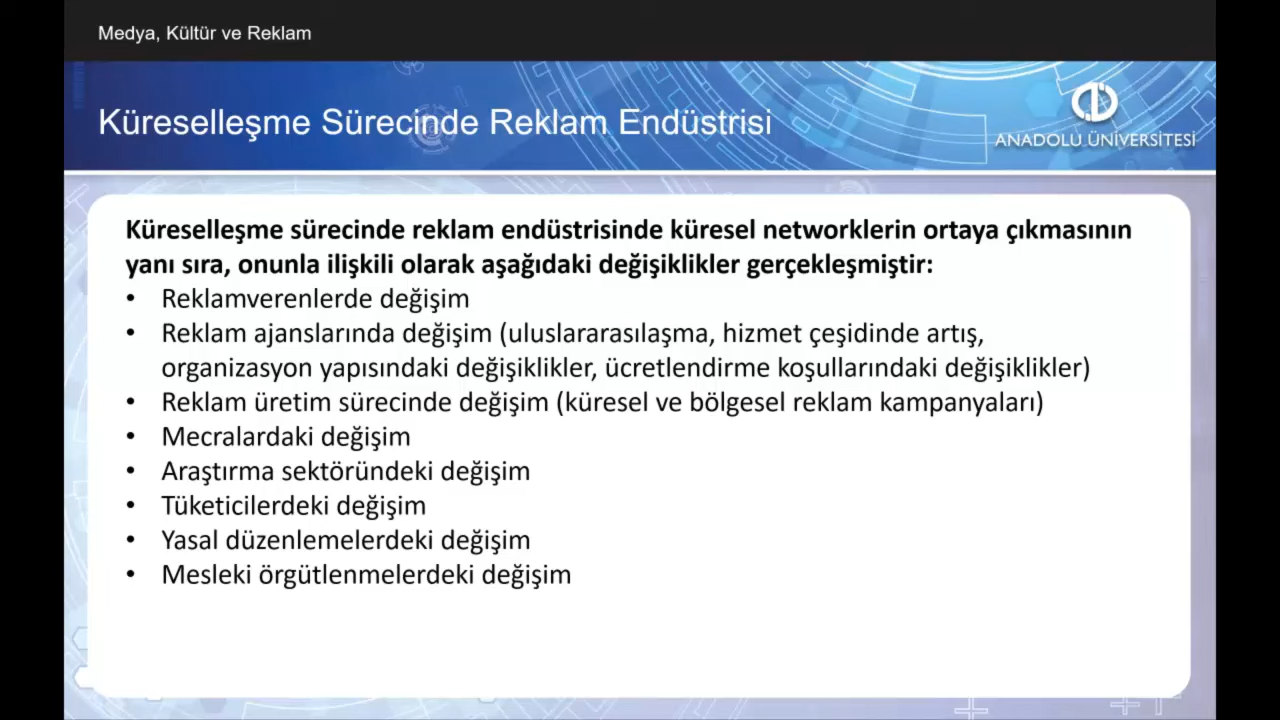 Medya, Kültür ve Reklam
Küreselleşme Sürecinde Reklam Endüstrisi
ANADOLU ÜNİVERSİTESİ
Küreselleşme sürecinde reklam endüstrisinde küresel networklerin ortaya çıkmasının
yanı sıra, onunla ilişkili olarak aşağıdaki değişiklikler gerçekleşmiştir:
• Reklamverenlerde değişim
• Reklam ajanslarında değişim (uluslararasılaşma, hizmet çeşidinde artış,
organizasyon yapısındaki değişiklikler, ücretlendirme koşullarındaki değişiklikler)
• Reklam üretim sürecinde değişim (küresel ve bölgesel reklam kampanyaları)
• Mecralardaki değişim
• Araştırma sektöründeki değişim
• Tüketicilerdeki değişim
• Yasal düzenlemelerdeki değişim
• Mesleki örgütlenmelerdeki değişim